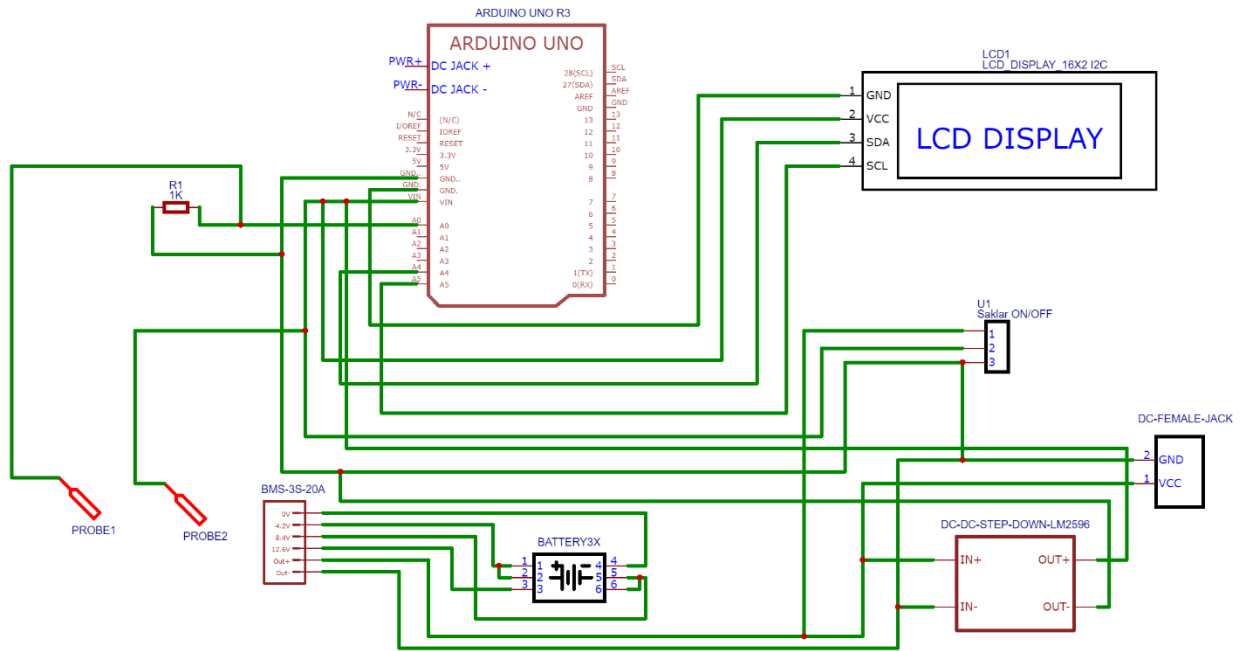 ARDUINO UNO R3
ARDUINO UNO
PWR+
DC JACK +
PWR-
DC JACK -
N/C
(N/C)
I/OREF
IOREF
RESET
RESET
3.3V
3.3V
5V
5V
GND..
GND..
GND.
GND.
VIN
VIN
A0
A0
A1
A1
A2
A2
A3
A3
A4
A4
A5
A5
28(SCL)
SCL
27(SDA)
SDA
AREF
AREF
GND
GND
13
13
12
12
11
11
10
10
9
9
8
8
7
7
6
6
5
5
4
4
3
3
2
2
1(TX)
1
0(RX)
0
LCD1
LCD_DISPLAY_16X2 I2C
1 GND
2 VCC
3 SDA
4 SCL
LCD DISPLAY
R1
1K
U1
Saklar ON/OFF
1
2
3
DC-FEMALE-JACK
2 GND
1 VCC
PROBE1
PROBE2
BMS-3S-20A
0V
4.2V
8.4V
12.6V
Out+
Out-
BATTERY3X
1 1 4 4
2 2 5 5
3 3 6 6
DC-DC-STEP-DOWN-LM2596
IN+ OUT+
IN- OUT-